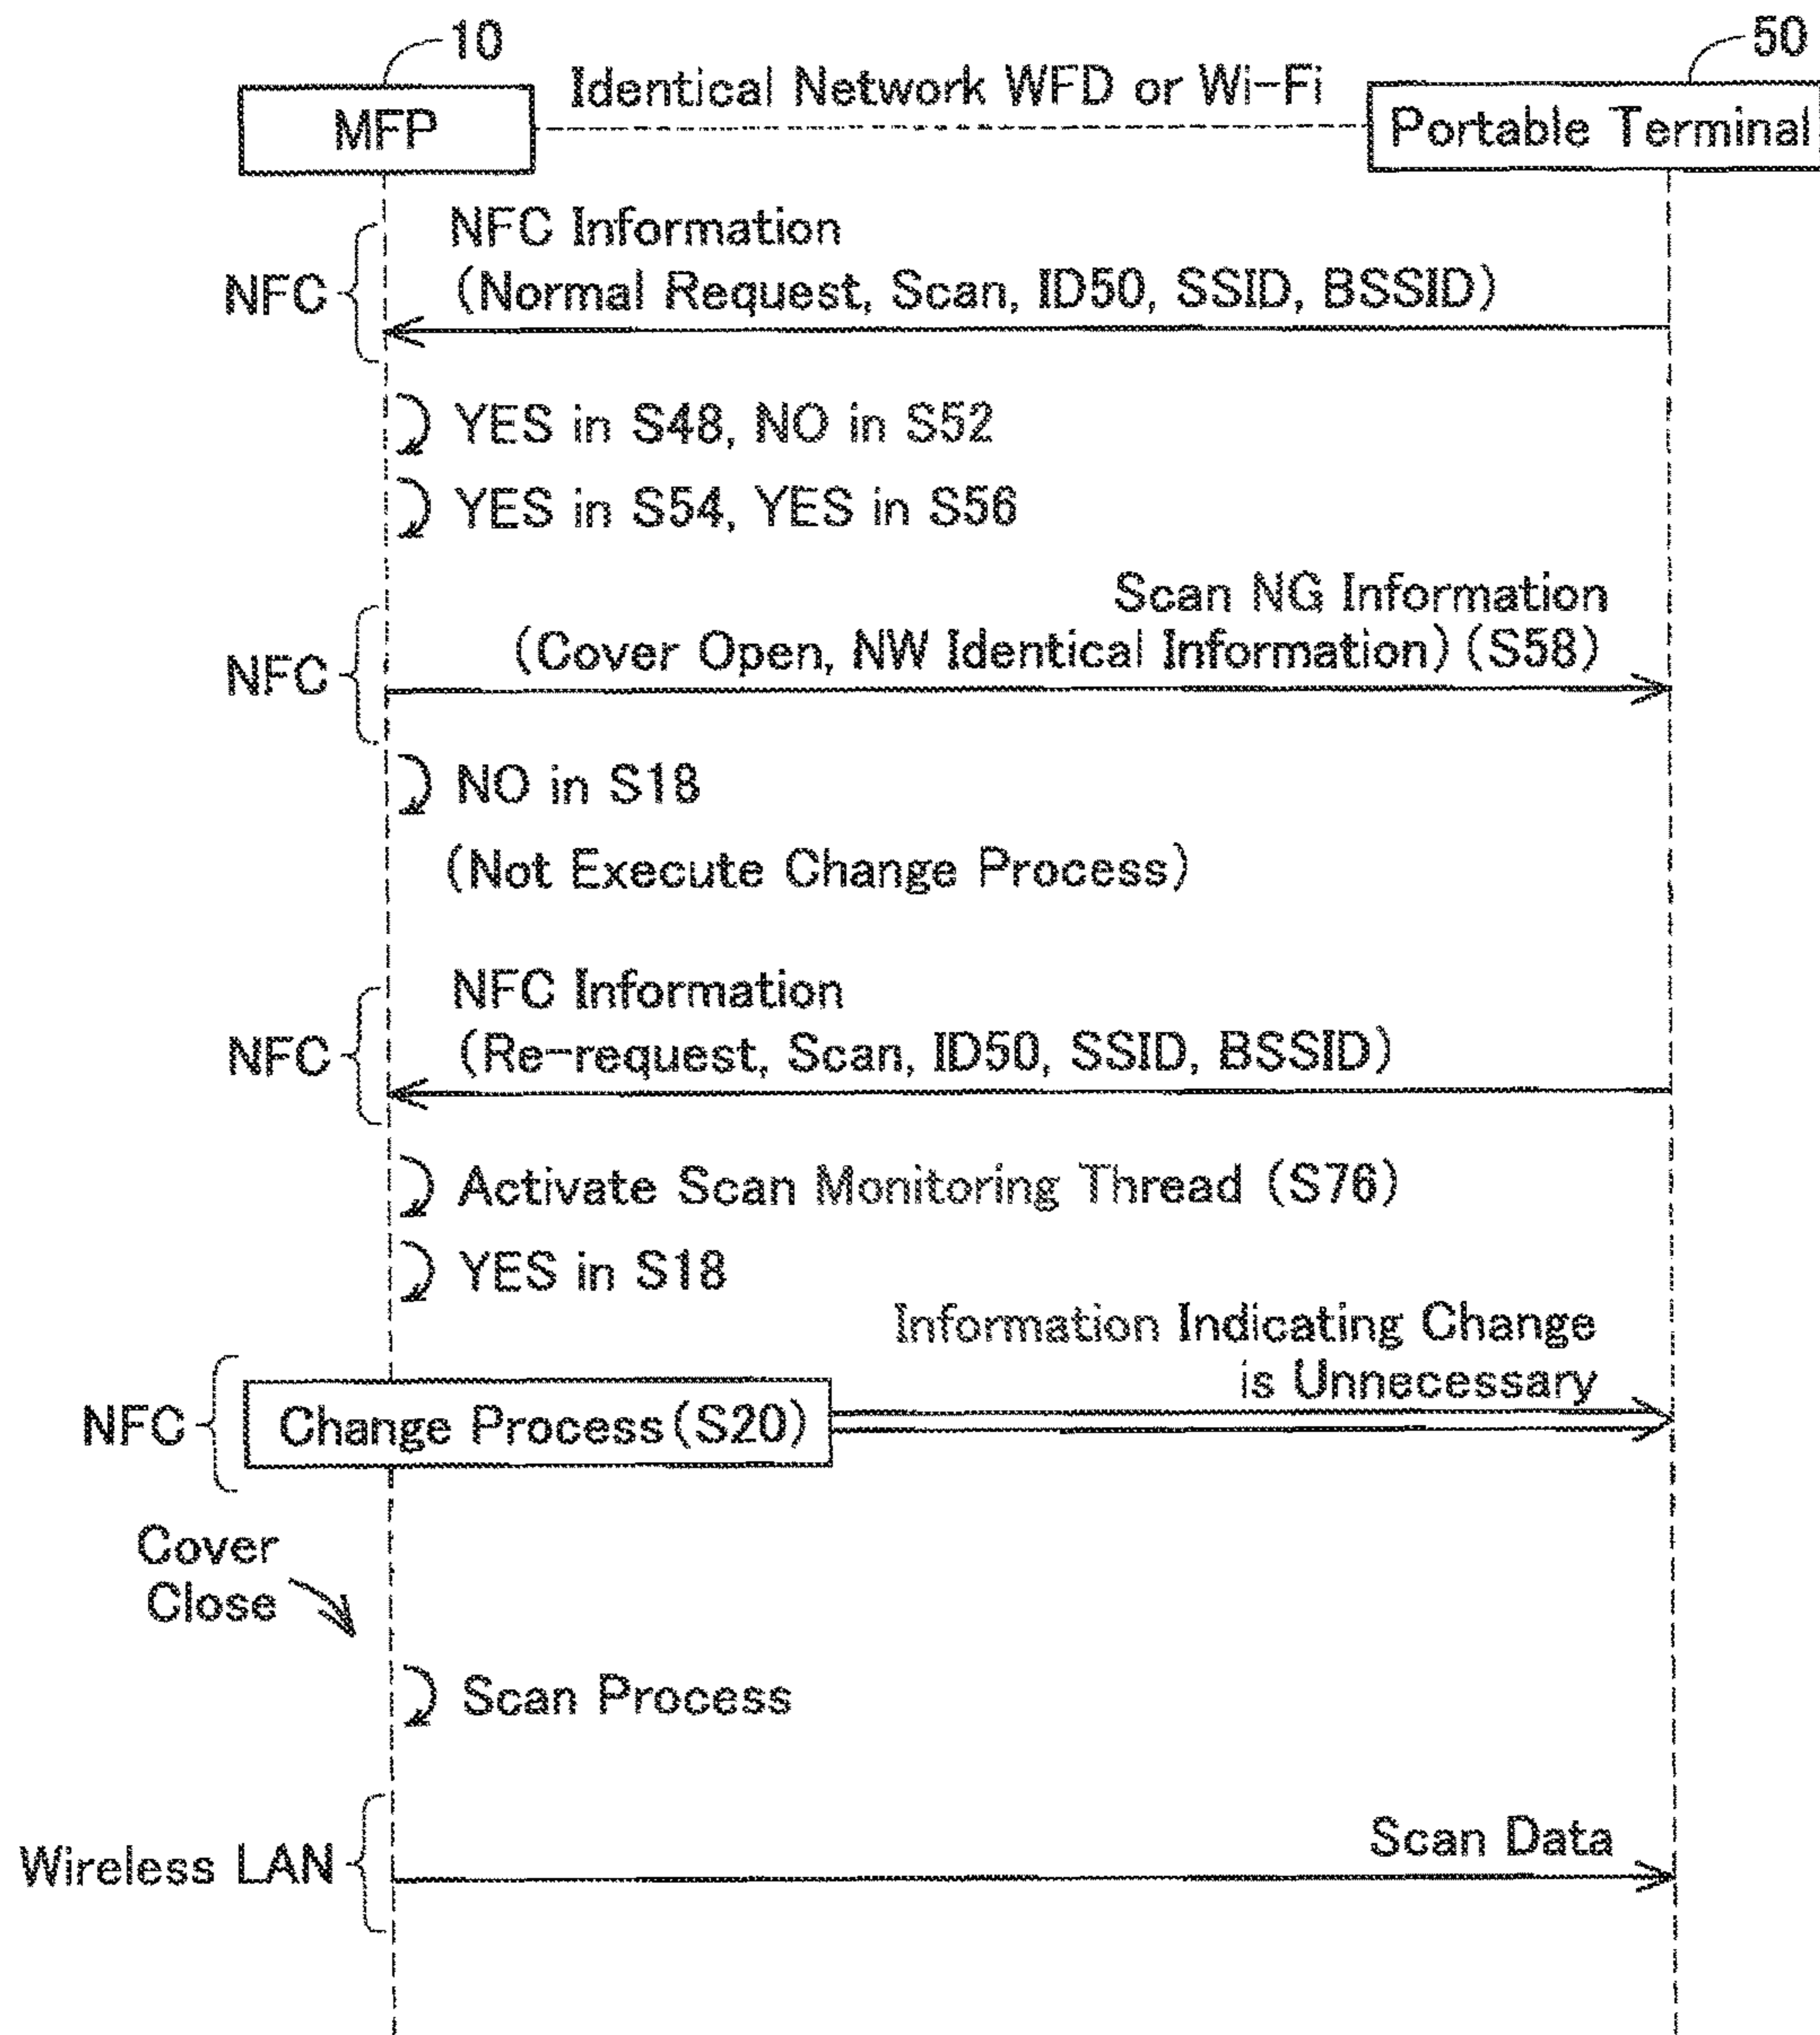 10
50
Identical Network WFD or Wi-Fi
MFP
Portable Terminal
NFC Information
NFC
(Normal Request, Scan, ID50, SSID, BSSID)
YES in S48, NO in S52
YES in S54, YES in S56
Scan NG Information
(Cover Open, NW Identical Information) (S58)
NFC
NO in S18
(Not Execute Change Process)
NFC Information
NFC
(Re-request, Scan, ID50, SSID, BSSID)
Activate Scan Monitoring Thread (S76)
YES in S18
Information Indicating Change
is Unnecessary
NFC
Change Process(S20)
Cover
Close
Scan Process
Scan Data
Wireless LAN